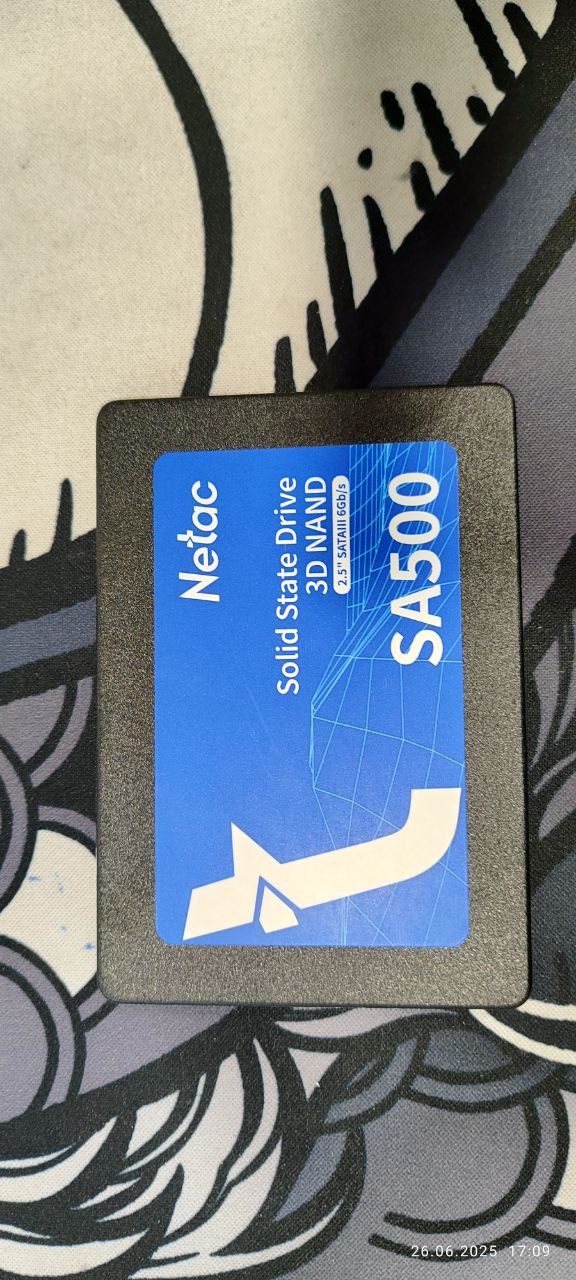 Netac
Solid State Drive
3D NAND
2.5" SATAIII 6Gb/s
SA500
26.06.2025 17:09